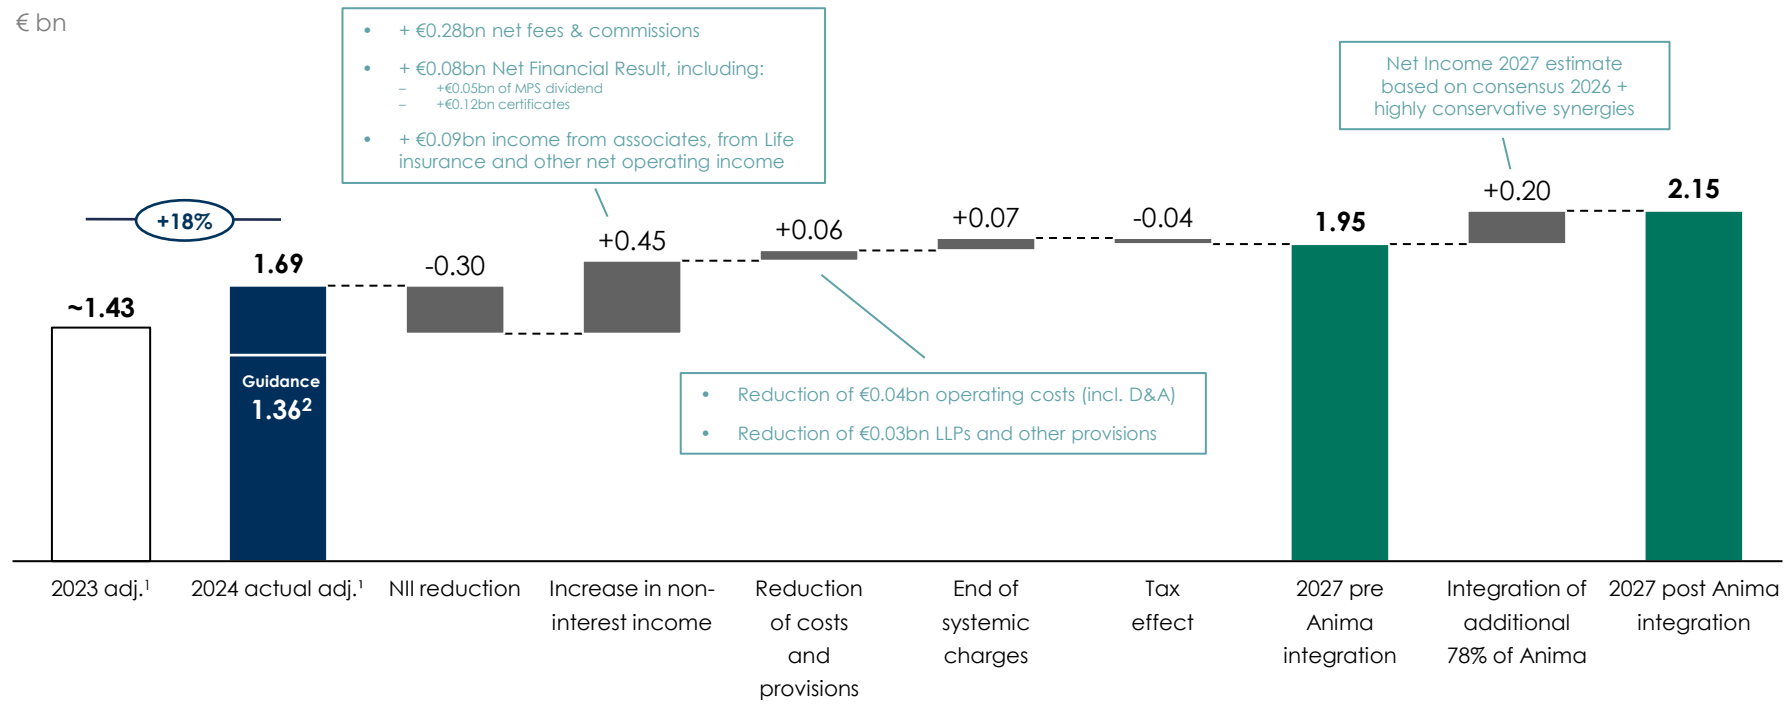 € bn
• + €0.28bn net fees & commissions
• + €0.08bn Net Financial Result, including:
– +€0.05bn of MPS dividend
– +€0.12bn certificates
• + €0.09bn income from associates, from Life
insurance and other net operating income
Net Income 2027 estimate
based on consensus 2026 +
highly conservative synergies
+18%
~1.43
1.69
-0.30
+0.45
+0.06
+0.07
-0.04
1.95
+0.20
2.15
Guidance
1.36²
• Reduction of €0.04bn operating costs (incl. D&A)
• Reduction of €0.03bn LLPs and other provisions
2023 adj.¹
2024 actual adj.¹
NII reduction
Increase in non-
interest income
Reduction
of costs
and
provisions
End of
systemic
charges
Tax
effect
2027 pre
Anima
integration
Integration of
additional
78% of Anima
2027 post Anima
integration